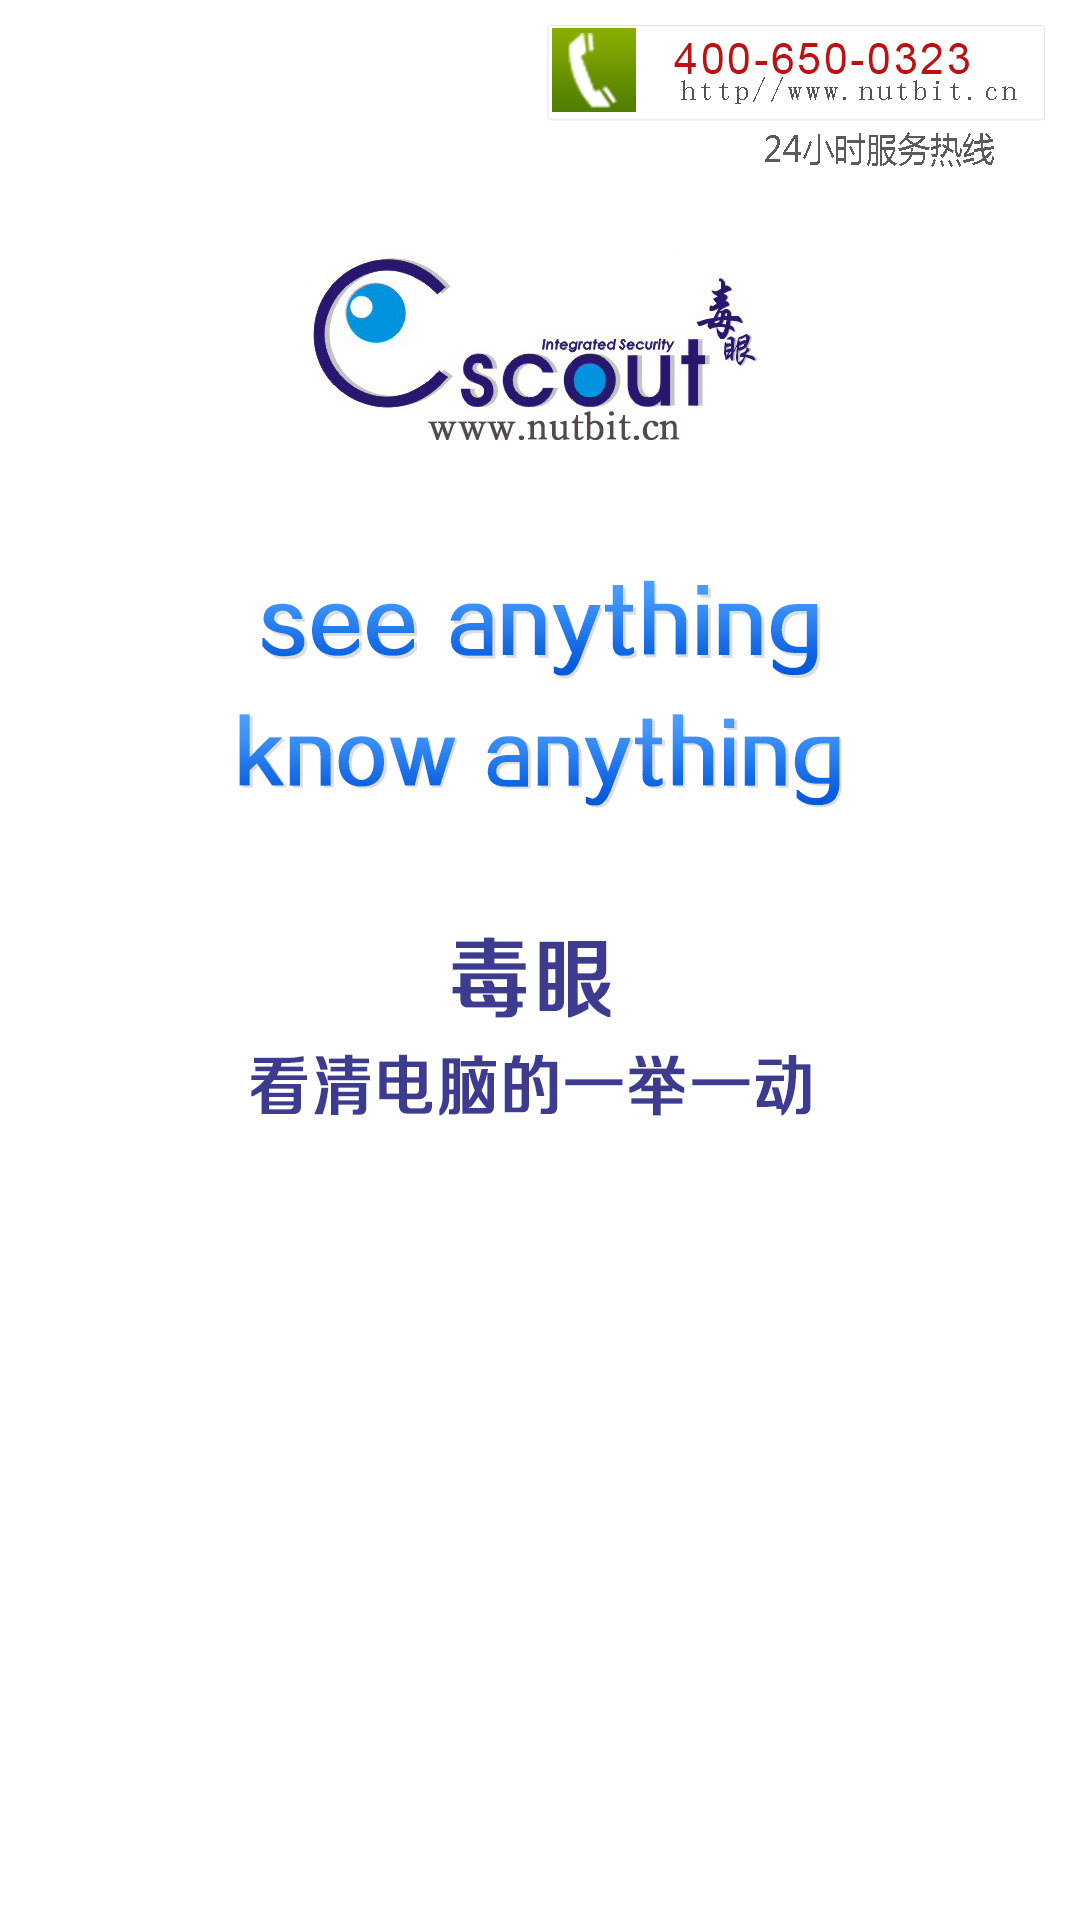 400-650-0323
http//www.nutbit.cn
24小时服务热线
毒眼
Integrated Security
Cscout
www.nutbit.cn
see anything
know anything
毒眼
看清电脑的一举一动